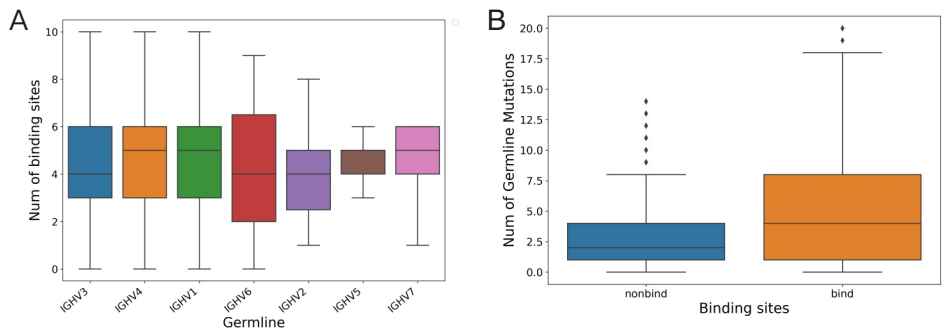 A
Num of binding sites
10
8
6
4
2
0
IGHV3 IGHV4 IGHV1 IGHV6 IGHV2 IGHV5 IGHV7
Germline
B
Num of Germline Mutations
20.0
17.5
15.0
12.5
10.0
7.5
5.0
2.5
0.0
nonbind bind
Binding sites